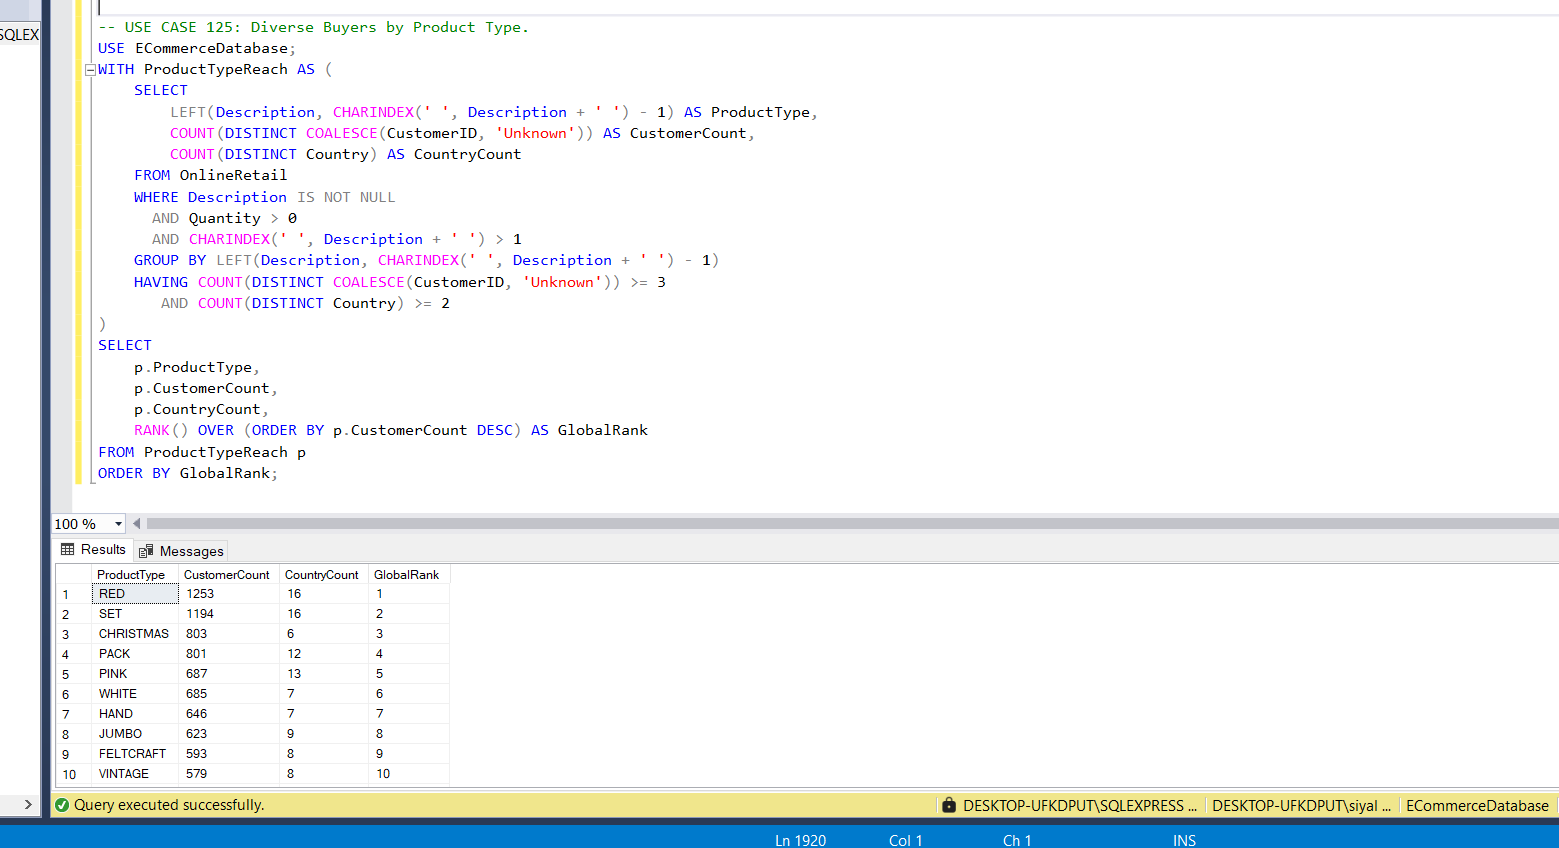 SQLEX
-- USE CASE 125: Diverse Buyers by Product Type.
USE ECommerceDatabase;
WITH ProductTypeReach AS (
SELECT
LEFT(Description, CHARINDEX(' ', Description + ' ') - 1) AS ProductType,
COUNT(DISTINCT COALESCE(CustomerID, 'Unknown')) AS CustomerCount,
COUNT(DISTINCT Country) AS CountryCount
FROM OnlineRetail
WHERE Description IS NOT NULL
AND Quantity > 0
AND CHARINDEX(' ', Description + ' ') > 1
GROUP BY LEFT(Description, CHARINDEX(' ', Description + ' ') - 1)
HAVING COUNT(DISTINCT COALESCE(CustomerID, 'Unknown')) >= 3
AND COUNT(DISTINCT Country) >= 2
)
SELECT
p.ProductType,
p.CustomerCount,
p.CountryCount,
RANK() OVER (ORDER BY p.CustomerCount DESC) AS GlobalRank
FROM ProductTypeReach p
ORDER BY GlobalRank;
100 %
Results Messages
ProductType CustomerCount CountryCount GlobalRank
1 RED 1253 16 1
2 SET 1194 16 2
3 CHRISTMAS 803 6 3
4 PACK 801 12 4
5 PINK 687 13 5
6 WHITE 685 7 6
7 HAND 646 7 7
8 JUMBO 623 9 8
9 FELTCRAFT 593 8 9
10 VINTAGE 579 8 10
Query executed successfully. DESKTOP-UFKDPUT\SQLEXPRESS ... DESKTOP-UFKDPUT\siyal ... ECommerceDatabase
Ln 1920 Col 1 Ch 1 INS